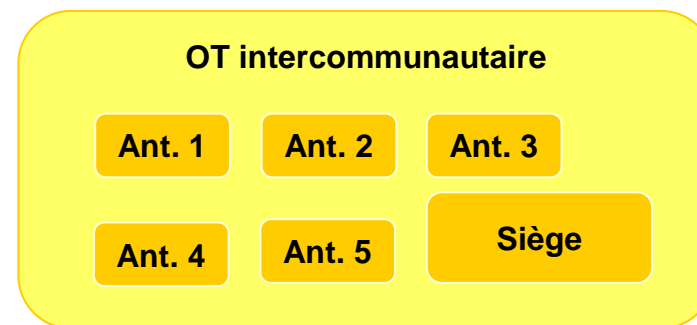 OT intercommunautaire
Ant. 1 Ant. 2 Ant. 3
Ant. 4 Ant. 5 Siège